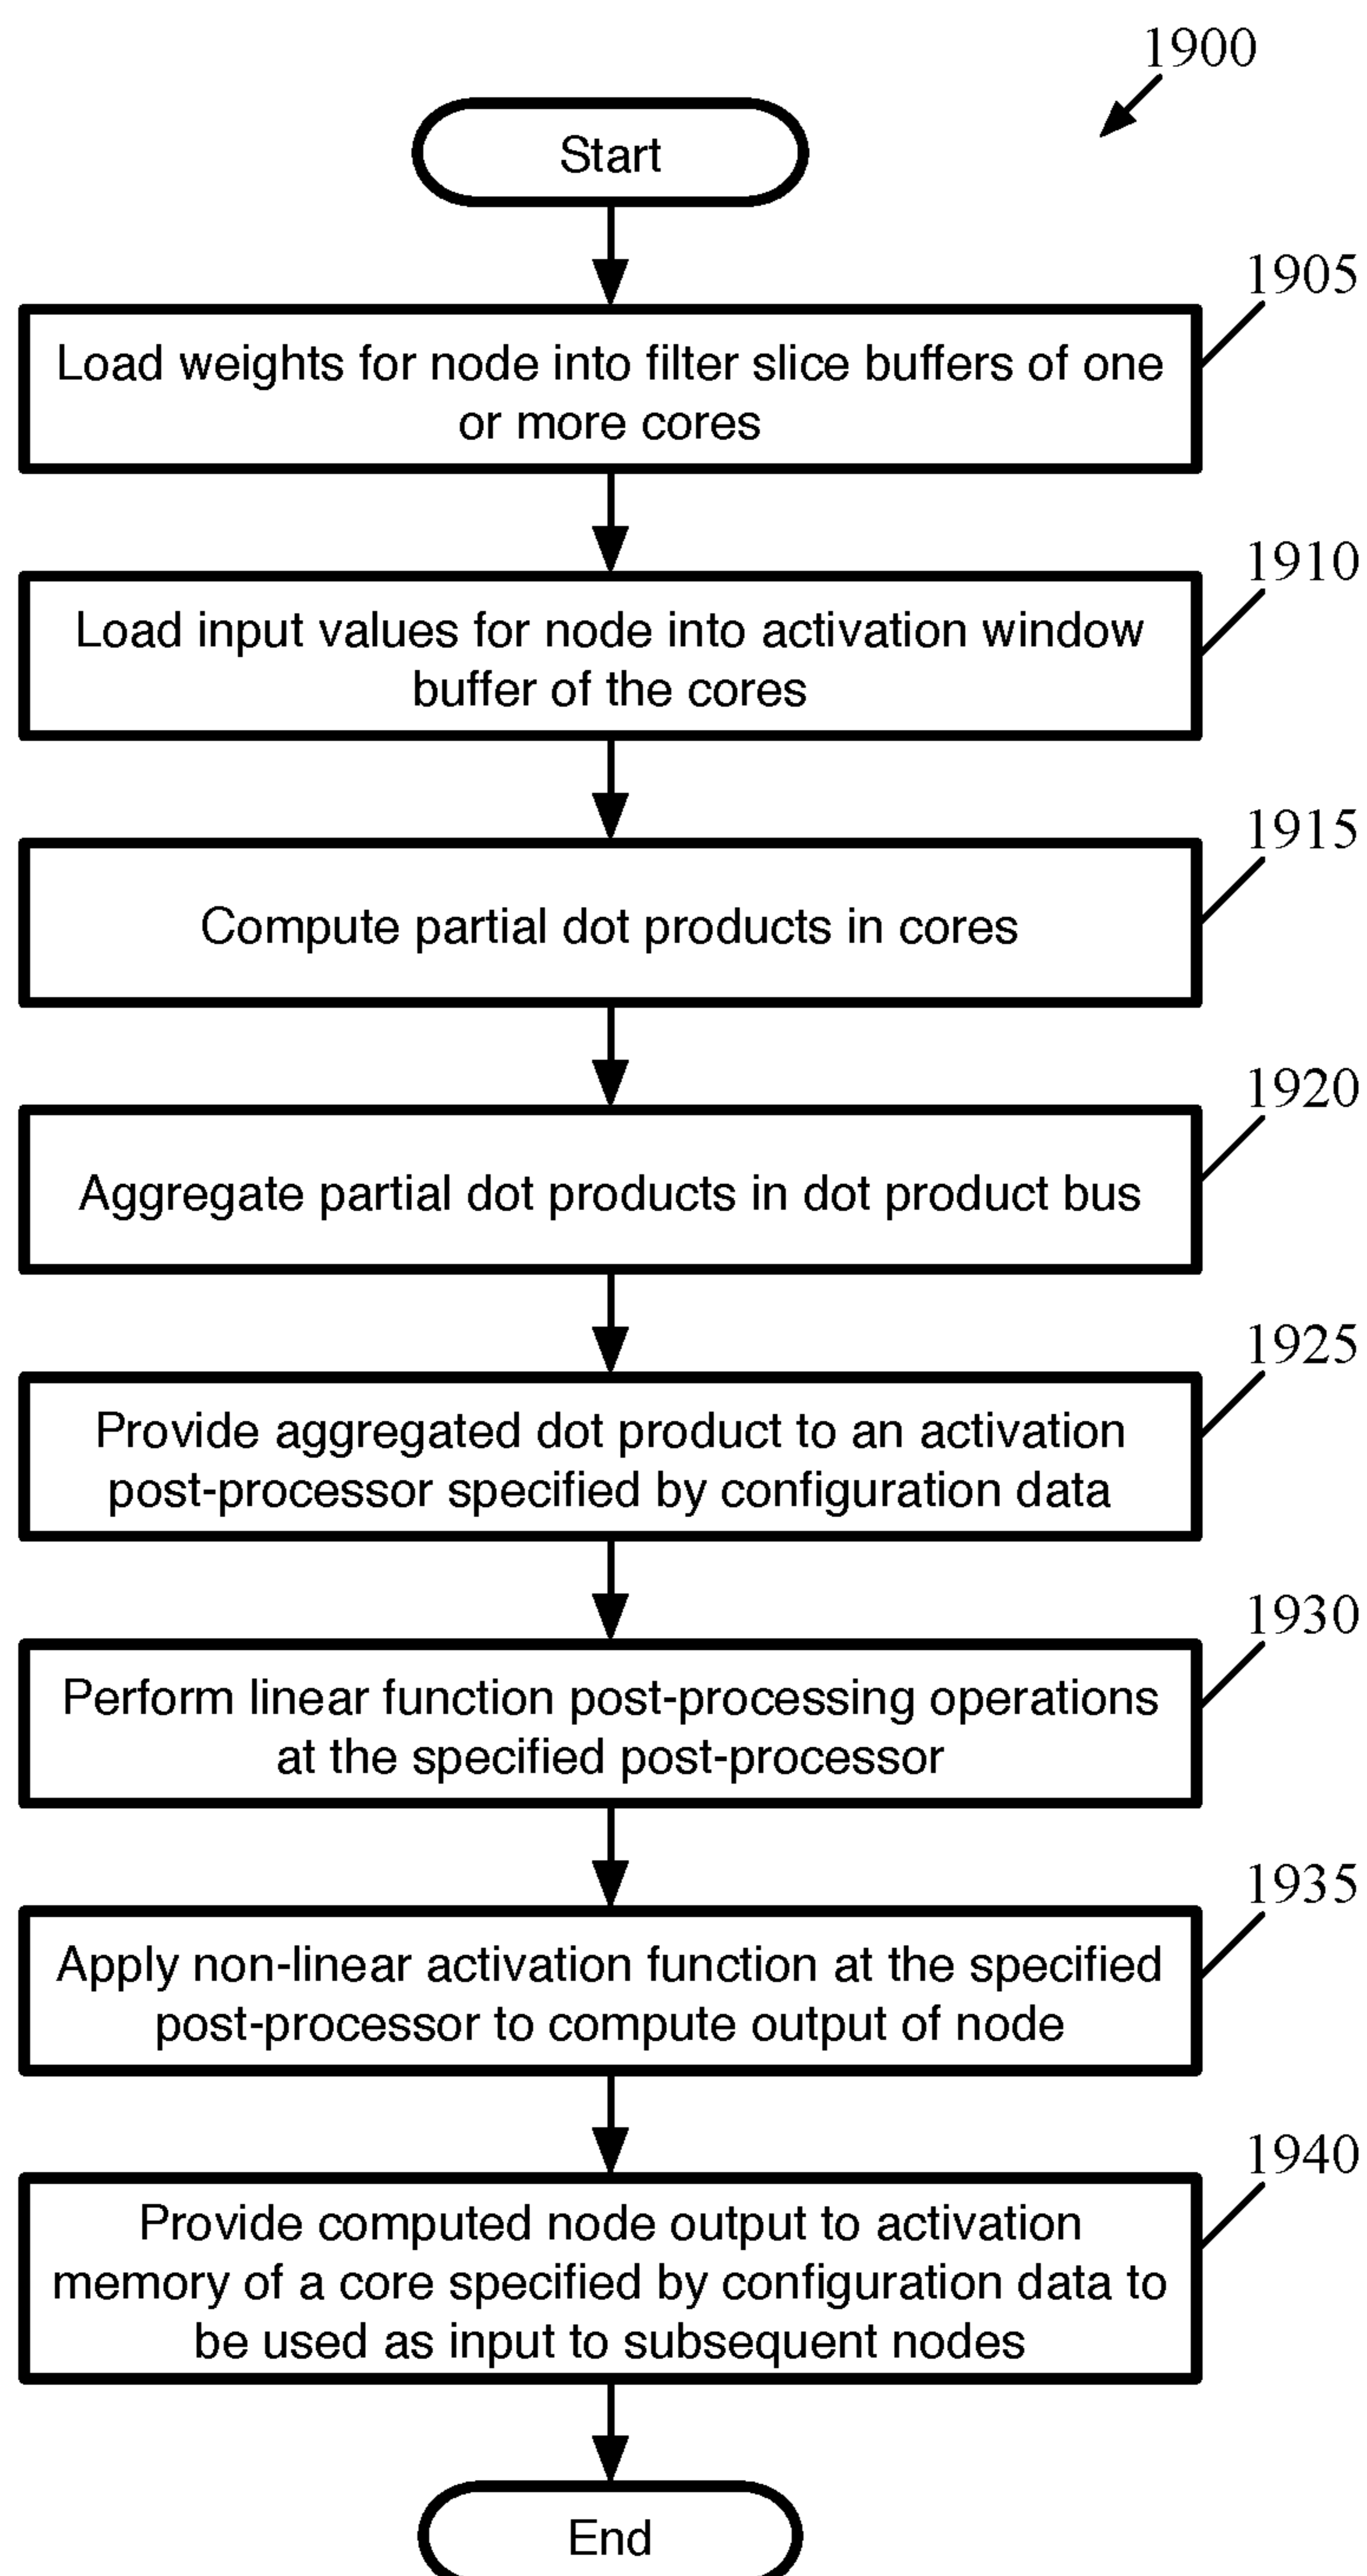 1900
Start
1905
Load weights for node into filter slice buffers of one
or more cores
1910
Load input values for node into activation window
buffer of the cores
1915
Compute partial dot products in cores
1920
Aggregate partial dot products in dot product bus
1925
Provide aggregated dot product to an activation
post-processor specified by configuration data
1930
Perform linear function post-processing operations
at the specified post-processor
1935
Apply non-linear activation function at the specified
post-processor to compute output of node
1940
Provide computed node output to activation
memory of a core specified by configuration data to
be used as input to subsequent nodes
End